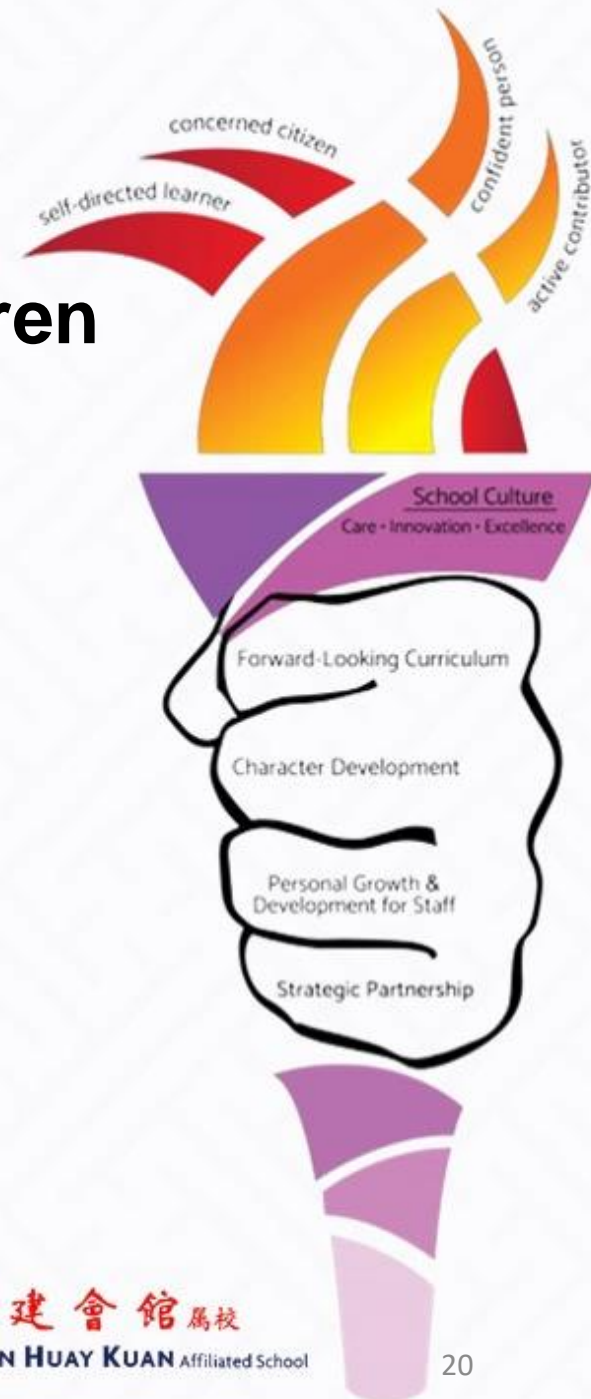 confident person
concerned citizen
self-directed learner
active contributor
School Culture
Care • Innovation • Excellence
Forward-Looking Curriculum
Character Development
Personal Growth &
Development for Staff
Strategic Partnership
建會館属校
HUAY KUAN Affiliated School
20